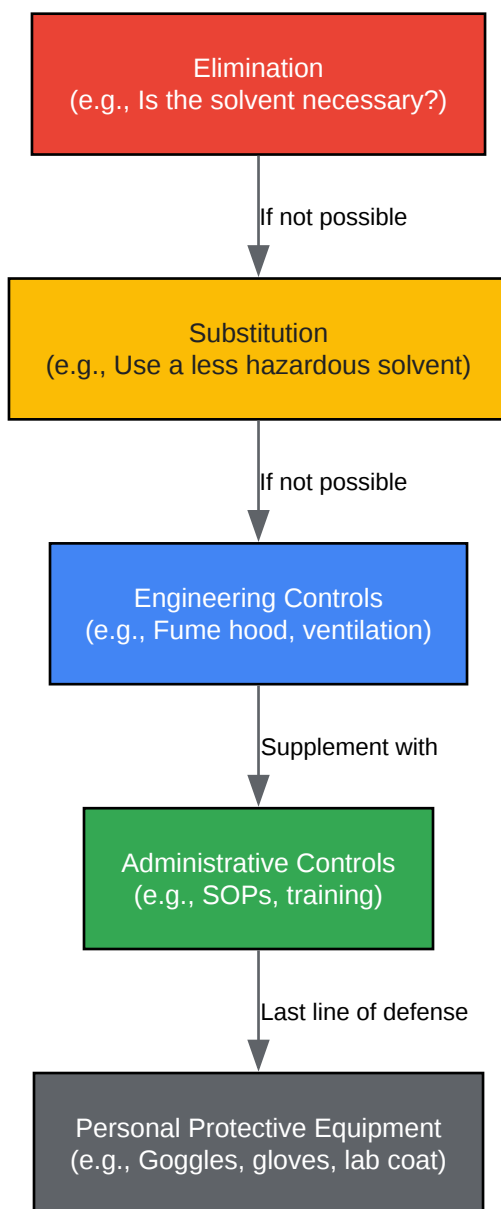 Elimination
(e.g., Is the solvent necessary?)
If not possible
Substitution
(e.g., Use a less hazardous solvent)
If not possible
Engineering Controls
(e.g., Fume hood, ventilation)
Supplement with
Administrative Controls
(e.g., SOPs, training)
Last line of defense
Personal Protective Equipment
(e.g., Goggles, gloves, lab coat)